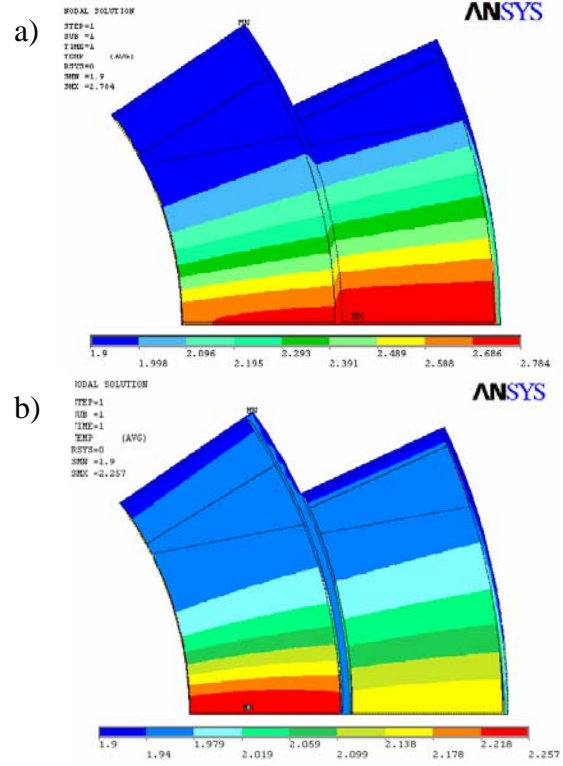 a)
NODAL SOLUTION
STEP=1
SUB =1
TIME=1
TEMP (AVG)
RSYS=0
SMN =1.9
SMX =2.784
ANSYS
MN
MX
1.9 1.998 2.096 2.195 2.293 2.391 2.489 2.588 2.686 2.784
b)
NODAL SOLUTION
STEP=1
SUB =1
TIME=1
TEMP (AVG)
RSYS=0
SMN =1.9
SMX =2.257
ANSYS
MN
1.9 1.94 1.979 2.019 2.059 2.099 2.138 2.178 2.218 2.257